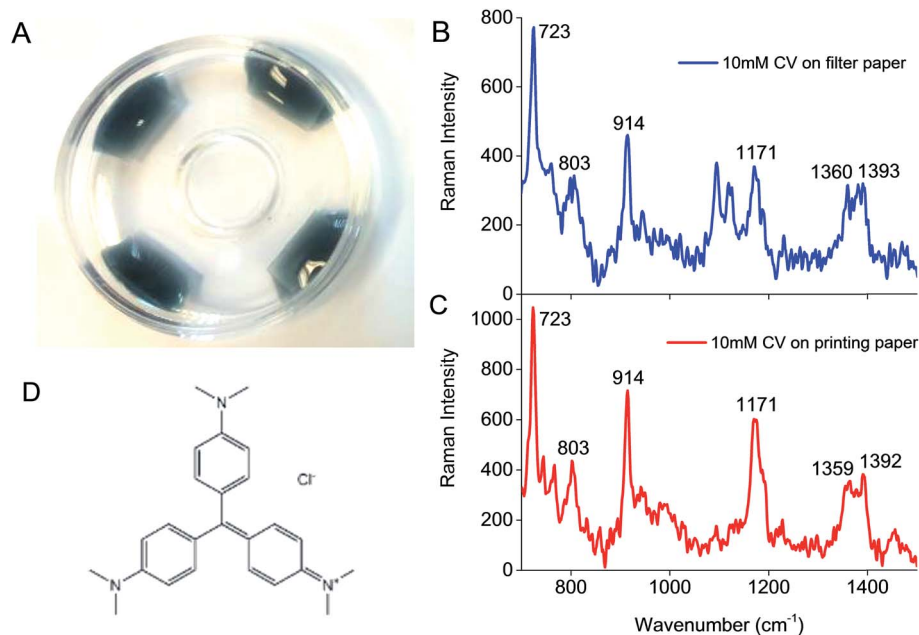 A
B
800
723
10mM CV on filter paper
600
914
Raman Intensity
400
803
1171
1360
1393
200
0
C
1000
723
10mM CV on printing paper
800
914
1171
Raman Intensity
600
803
1359
1392
400
200
0
800
1000
1200
1400
Wavenumber (cm⁻¹)
D
N
Cl⁻
N
N⁺